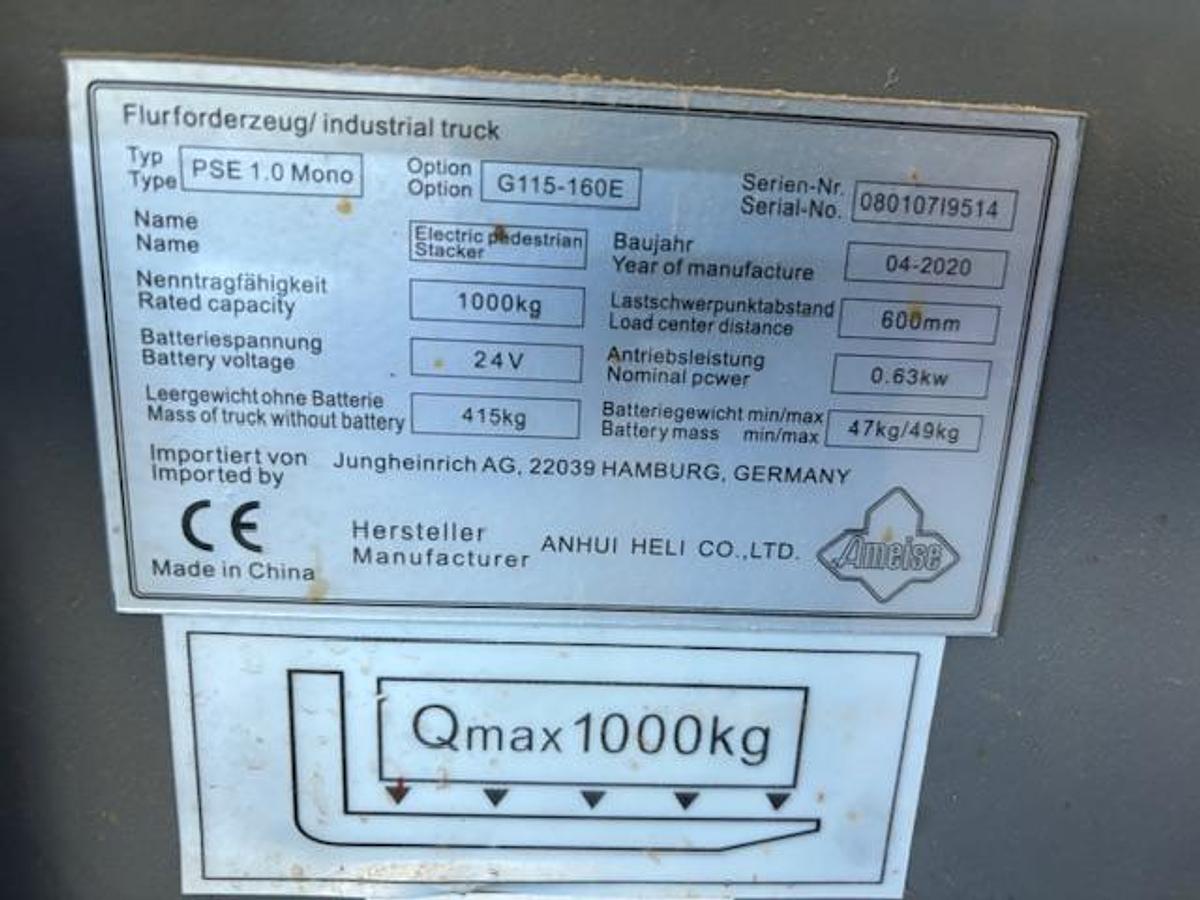 Flurforderzeug/ industrial truck
Typ
Type
PSE 1.0 Mono
Option
Option
G115-160E
Serien-Nr.
Serial-No.
080107I9514
Name
Name
Electric pedestrian
Stacker
Baujahr
Year of manufacture
04-2020
Nenntragfähigkeit
Rated capacity
1000kg
Lastschwerpunktabstand
Load center distance
600mm
Batteriespannung
Battery voltage
24V
Antriebsleistung
Nominal pcwer
0.63kw
Leergewicht ohne Batterie
Mass of truck without battery
415kg
Batteriegewicht min/max
Battery mass min/max
47kg/49kg
Importiert von
Imported by
Jungheinrich AG, 22039 HAMBURG, GERMANY
CE
Made in China
Hersteller
Manufacturer
ANHUI HELI CO.,LTD.
Ameise
Qmax 1000kg